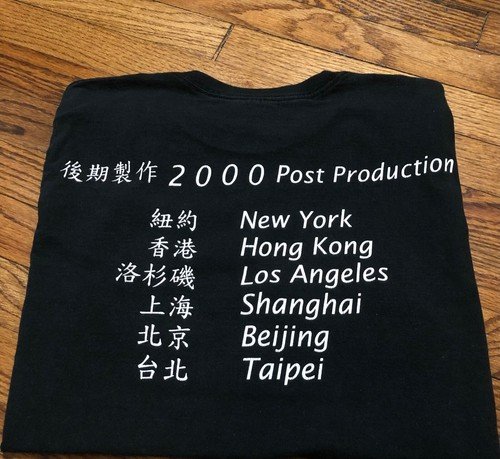 後期製作 2000 Post Production
紐約 New York
香港 Hong Kong
洛杉磯 Los Angeles
上海 Shanghai
北京 Beijing
台北 Taipei